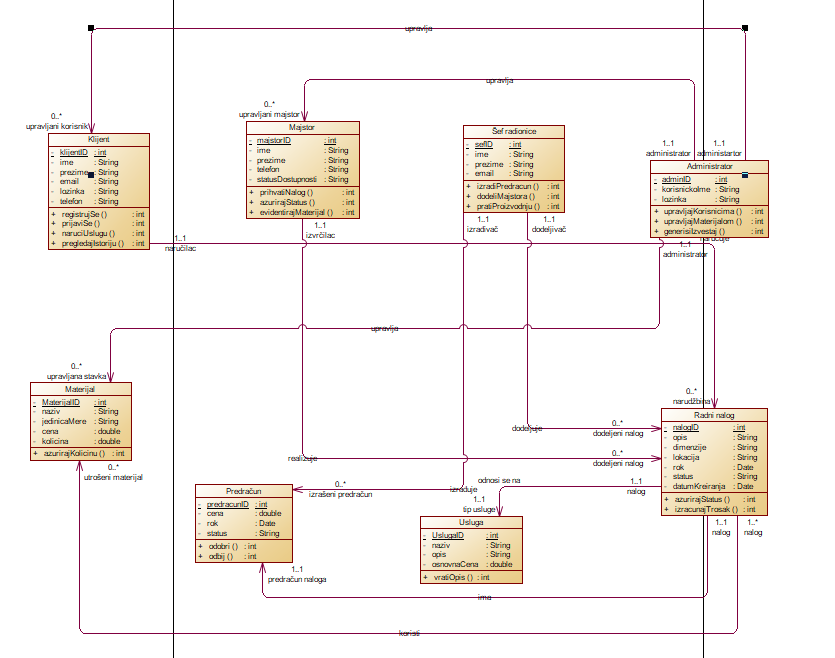 upravlja
upravlja
0..*
upravljani korisnik
0..*
upravljani majstor
1..1
administrator
1..1
administartor
Klijent
- klijentID : int
- ime : String
- prezime : String
- email : String
- lozinka : String
- telefon : String
+ registrujSe () : int
+ prijaviSe () : int
+ naruciUslugu () : int
+ pregledajIstoriju () : int
Majstor
- majstorID : int
- ime : String
- prezime : String
- telefon : String
- statusDostupnosti : String
+ prihvatiNalog () : int
+ azurirajStatus () : int
+ evidentirajMaterijal () : int
Šef radionice
- sefID : int
- ime : String
- prezime : String
- email : String
+ izradiPredracun () : int
+ dodeliMajstora () : int
+ pratiProizvodnju () : int
Administrator
- adminID : int
- korisnickoIme : String
- lozinka : String
+ upravljajKorisnicima () : int
+ upravljajMaterijalom () : int
+ generisiIzvestaj () : int
1..1
naručilac
1..1
izvršilac
1..1
izrađivač
1..1
dodeljivač
naručuje
1..1
administrator
upravlja
0..*
upravljana stavka
Materijal
- MaterijalID : int
- naziv : String
- jedinicaMere : String
- cena : double
- kolicina : double
+ azurirajKolicinu () : int
0..*
utrošeni materijal
0..*
narudžbina
Radni nalog
- nalogID : int
- opis : String
- dimenzije : String
- lokacija : String
- rok : Date
- status : String
- datumKreiranja : Date
+ azurirajStatus () : int
+ izracunajTrosak () : int
dodeljuje
0..*
dodeljeni nalog
realizuje
0..*
dodeljeni nalog
odnosi se na
1..1
nalog
izrađuje
0..*
izrašeni predračun
1..1
tip usluge
Predračun
- predracunID : int
- cena : double
- rok : Date
- status : String
+ odobri () : int
+ odbij () : int
Usluga
- UslugaID : int
- naziv : String
- opis : String
- osnovnaCena : double
+ vratiOpis () : int
1..1
nalog
1..*
nalog
1..1
predračun naloga
ima
koristi